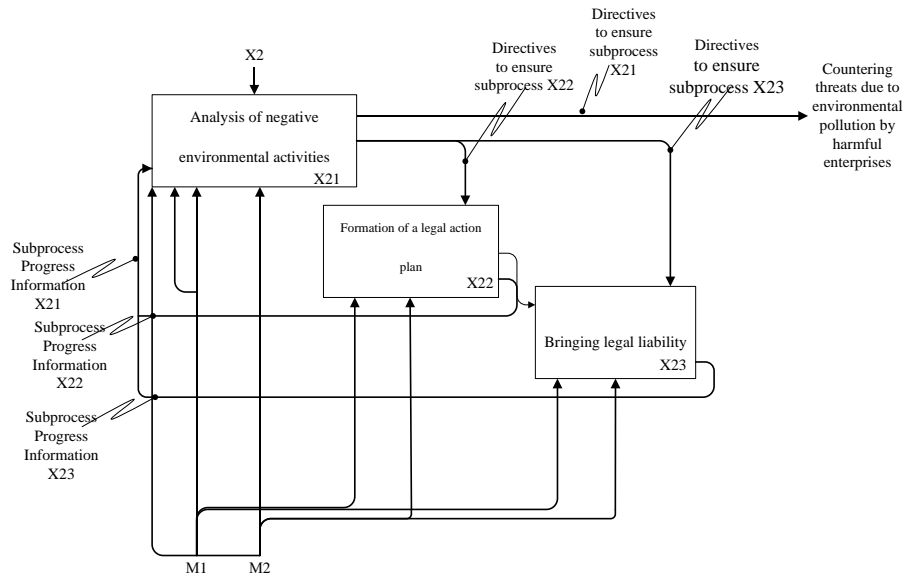 X2
Directives
to ensure
subprocess
X21
Directives
to ensure
subprocess X22
Directives
to ensure
subprocess X23
Countering
threats due to
environmental
pollution by
harmful
enterprises
Analysis of negative
environmental activities
X21
Formation of a legal action
plan
X22
Bringing legal liability
X23
Subprocess
Progress
Information
X21
Subprocess
Progress
Information
X22
Subprocess
Progress
Information
X23
M1
M2